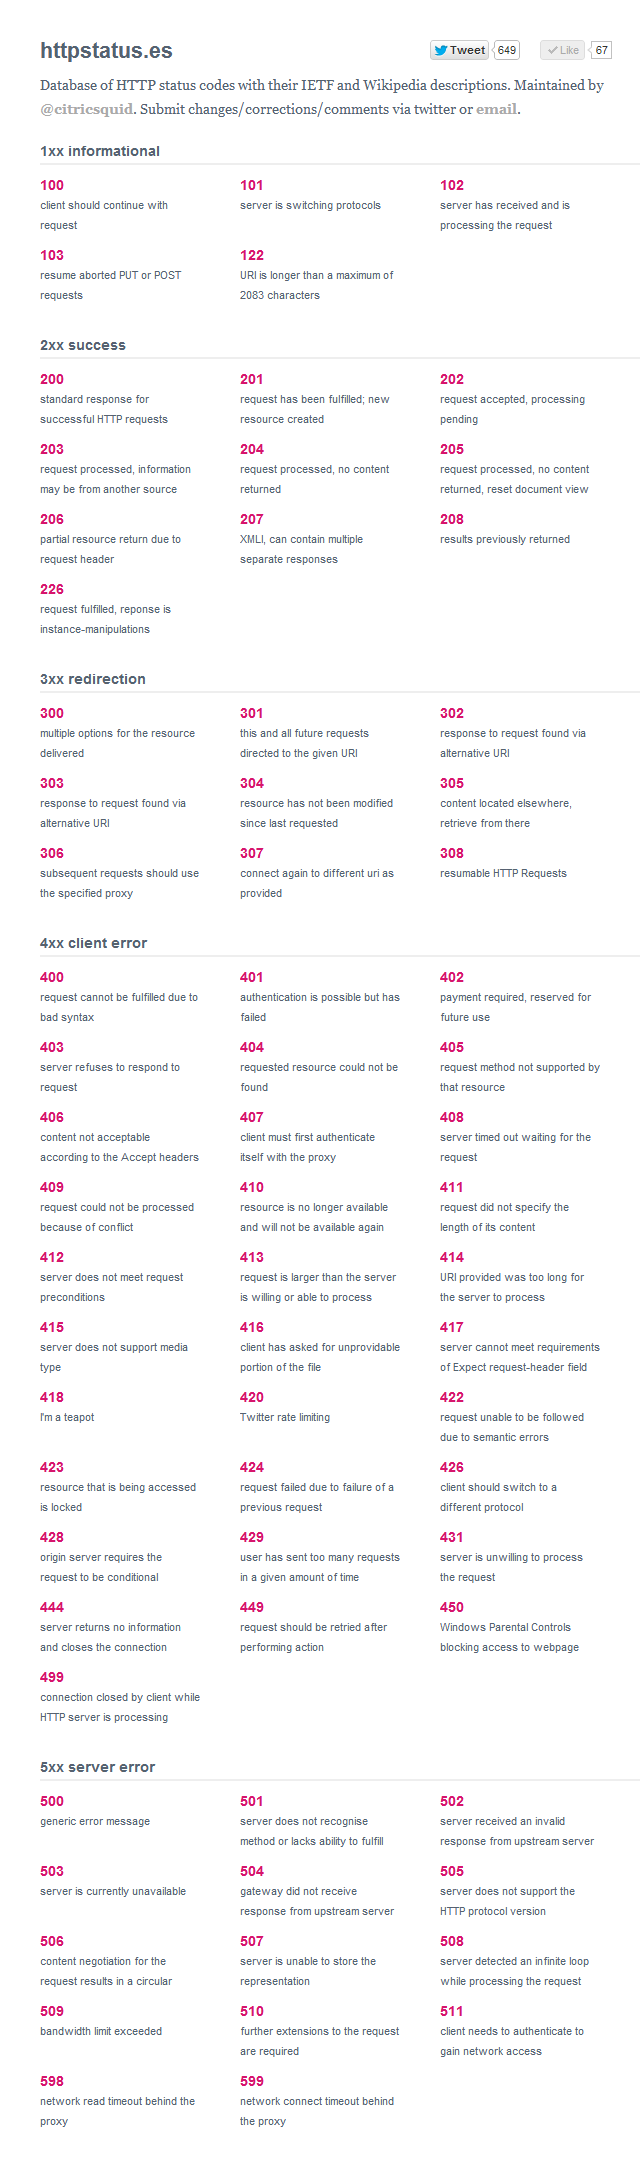 httpstatus.es
Tweet 649 Like 67
Database of HTTP status codes with their IETF and Wikipedia descriptions. Maintained by
@citricsquid. Submit changes/corrections/comments via twitter or email.
1xx informational
100
client should continue with
request
101
server is switching protocols
102
server has received and is
processing the request
103
resume aborted PUT or POST
requests
122
URI is longer than a maximum of
2083 characters
2xx success
200
standard response for
successful HTTP requests
201
request has been fulfilled; new
resource created
202
request accepted, processing
pending
203
request processed, information
may be from another source
204
request processed, no content
returned
205
request processed, no content
returned, reset document view
206
partial resource return due to
request header
207
XMLl, can contain multiple
separate responses
208
results previously returned
226
request fulfilled, reponse is
instance-manipulations
3xx redirection
300
multiple options for the resource
delivered
301
this and all future requests
directed to the given URI
302
response to request found via
alternative URI
303
response to request found via
alternative URI
304
resource has not been modified
since last requested
305
content located elsewhere,
retrieve from there
306
subsequent requests should use
the specified proxy
307
connect again to different uri as
provided
308
resumable HTTP Requests
4xx client error
400
request cannot be fulfilled due to
bad syntax
401
authentication is possible but has
failed
402
payment required, reserved for
future use
403
server refuses to respond to
request
404
requested resource could not be
found
405
request method not supported by
that resource
406
content not acceptable
according to the Accept headers
407
client must first authenticate
itself with the proxy
408
server timed out waiting for the
request
409
request could not be processed
because of conflict
410
resource is no longer available
and will not be available again
411
request did not specify the
length of its content
412
server does not meet request
preconditions
413
request is larger than the server
is willing or able to process
414
URI provided was too long for
the server to process
415
server does not support media
type
416
client has asked for unprovidable
portion of the file
417
server cannot meet requirements
of Expect request-header field
418
I'm a teapot
420
Twitter rate limiting
422
request unable to be followed
due to semantic errors
423
resource that is being accessed
is locked
424
request failed due to failure of a
previous request
426
client should switch to a
different protocol
428
origin server requires the
request to be conditional
429
user has sent too many requests
in a given amount of time
431
server is unwilling to process
the request
444
server returns no information
and closes the connection
449
request should be retried after
performing action
450
Windows Parental Controls
blocking access to webpage
499
connection closed by client while
HTTP server is processing
5xx server error
500
generic error message
501
server does not recognise
method or lacks ability to fulfill
502
server received an invalid
response from upstream server
503
server is currently unavailable
504
gateway did not receive
response from upstream server
505
server does not support the
HTTP protocol version
506
content negotiation for the
request results in a circular
507
server is unable to store the
representation
508
server detected an infinite loop
while processing the request
509
bandwidth limit exceeded
510
further extensions to the request
are required
511
client needs to authenticate to
gain network access
598
network read timeout behind the
proxy
599
network connect timeout behind
the proxy